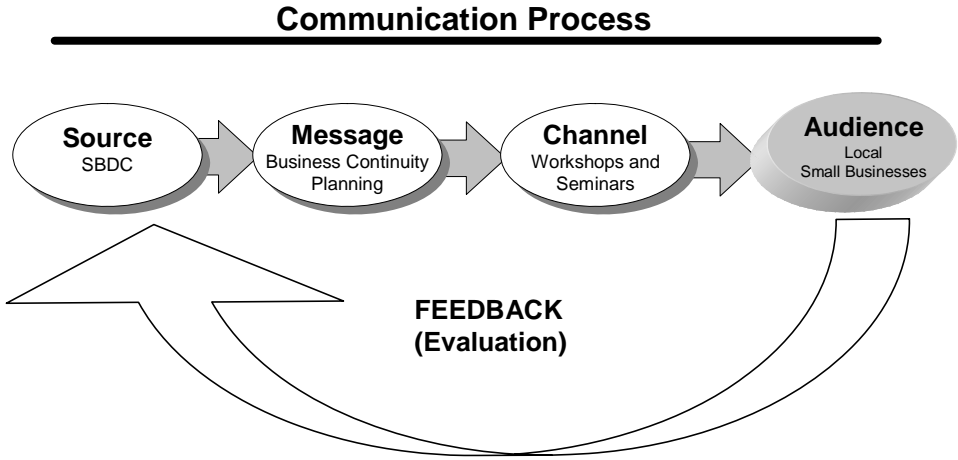 Communication Process
Source
SBDC
Message
Business Continuity
Planning
Channel
Workshops and
Seminars
Audience
Local
Small Businesses
FEEDBACK
(Evaluation)